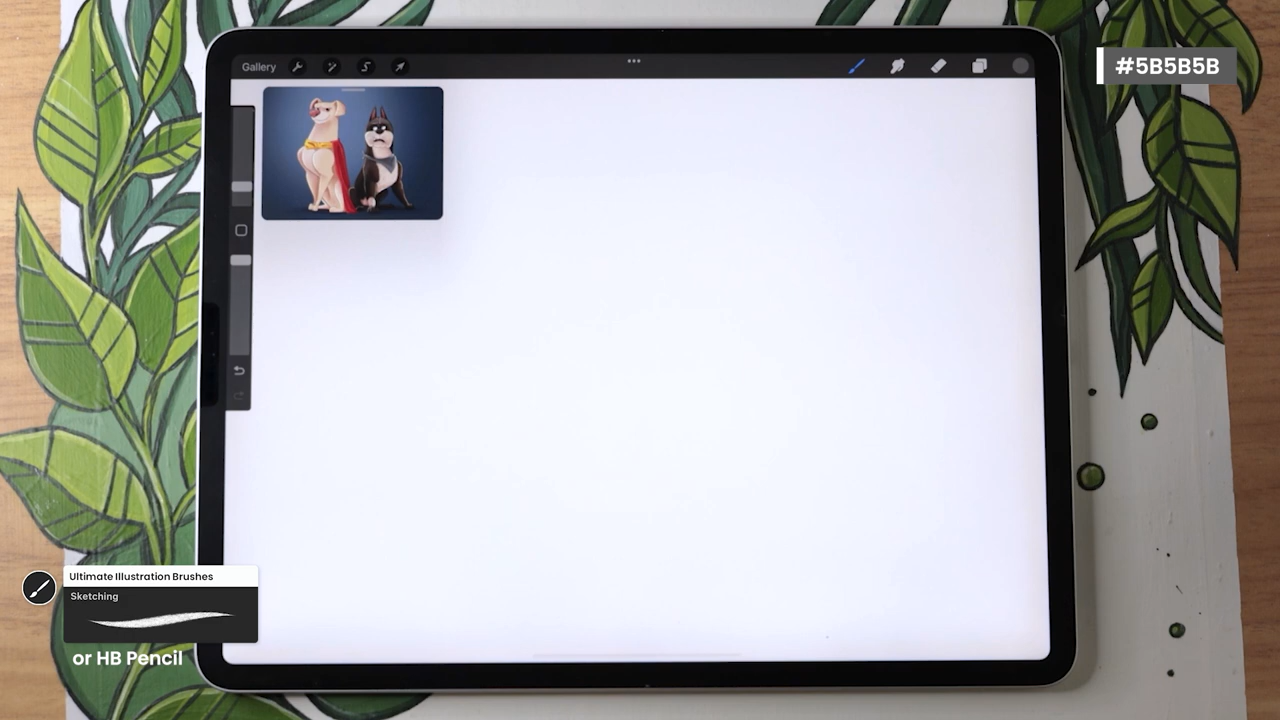 Gallery
#5B5B5B
Ultimate Illustration Brushes
Sketching
or HB Pencil